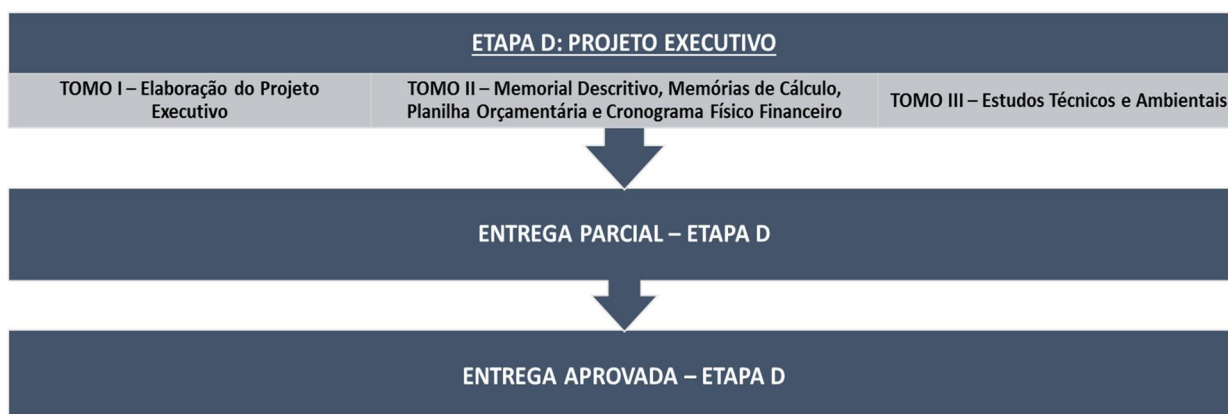 ETAPA D: PROJETO EXECUTIVO
TOMO I – Elaboração do Projeto
Executivo
TOMO II – Memorial Descritivo, Memórias de Cálculo,
Planilha Orçamentária e Cronograma Físico Financeiro
TOMO III – Estudos Técnicos e Ambientais
ENTREGA PARCIAL – ETAPA D
ENTREGA APROVADA – ETAPA D